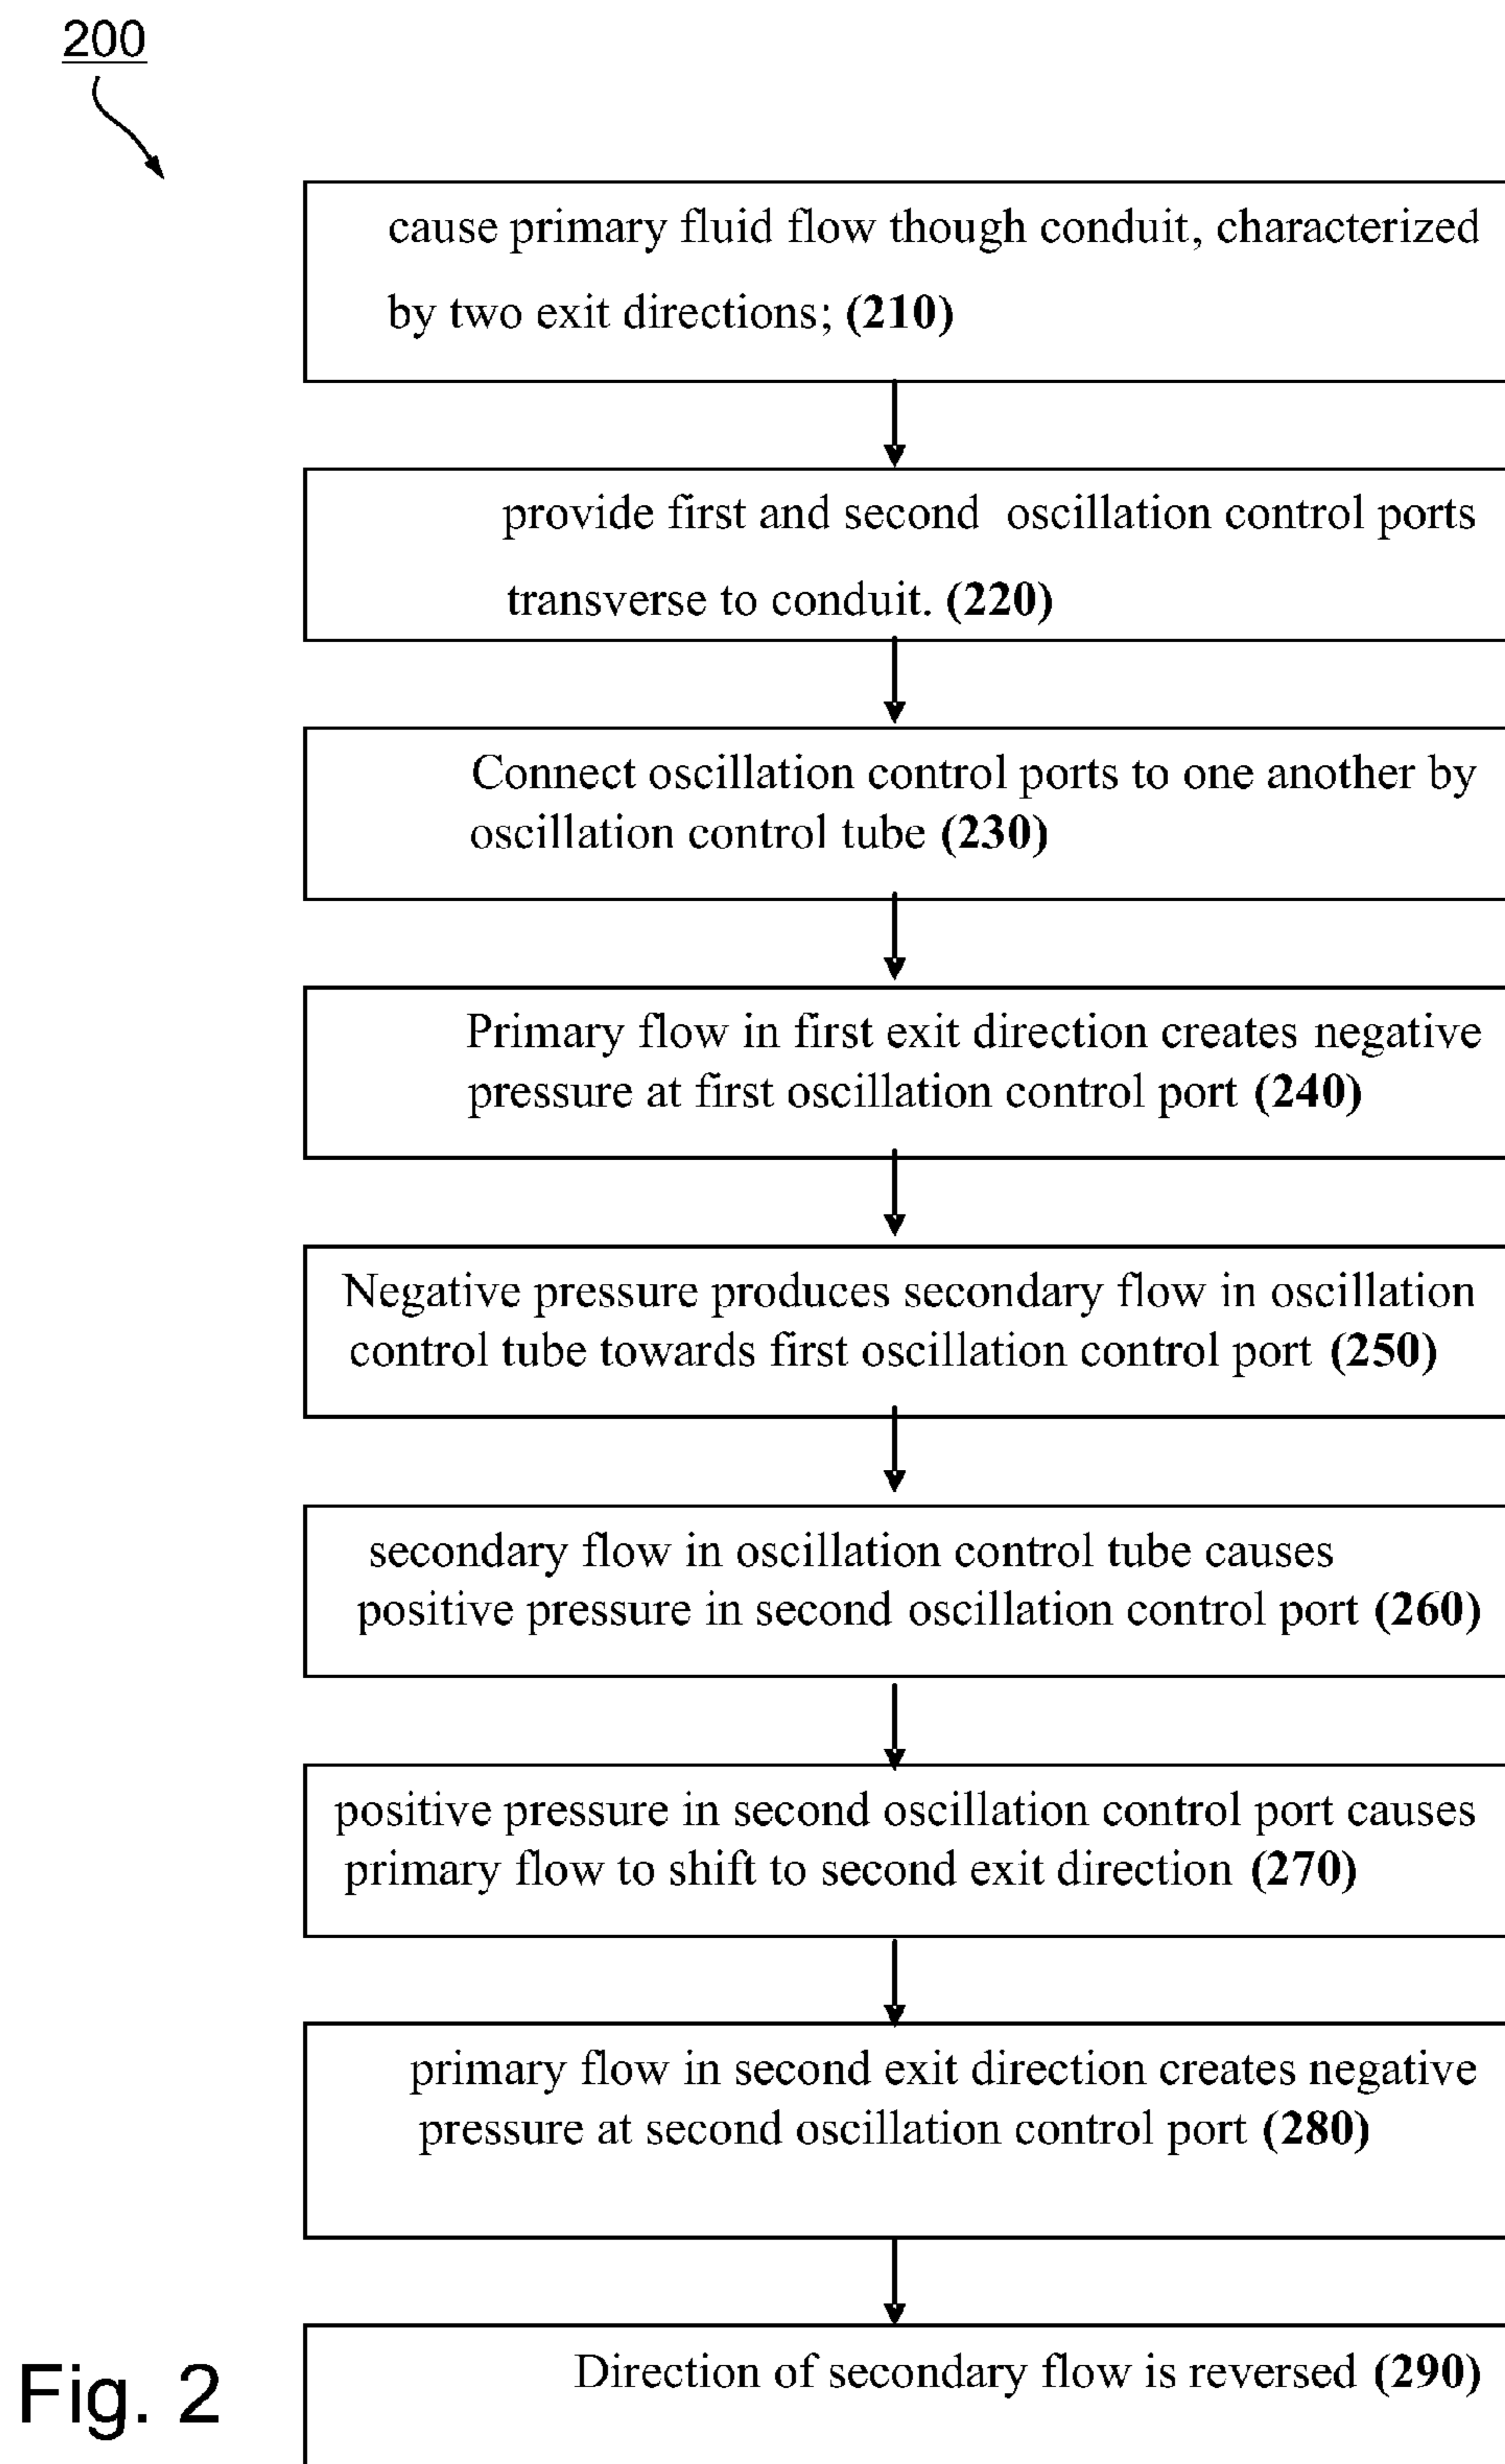 200
cause primary fluid flow though conduit, characterized
by two exit directions; (210)
provide first and second oscillation control ports
transverse to conduit. (220)
Connect oscillation control ports to one another by
oscillation control tube (230)
Primary flow in first exit direction creates negative
pressure at first oscillation control port (240)
Negative pressure produces secondary flow in oscillation
control tube towards first oscillation control port (250)
secondary flow in oscillation control tube causes
positive pressure in second oscillation control port (260)
positive pressure in second oscillation control port causes
primary flow to shift to second exit direction (270)
primary flow in second exit direction creates negative
pressure at second oscillation control port (280)
Direction of secondary flow is reversed (290)
Fig. 2